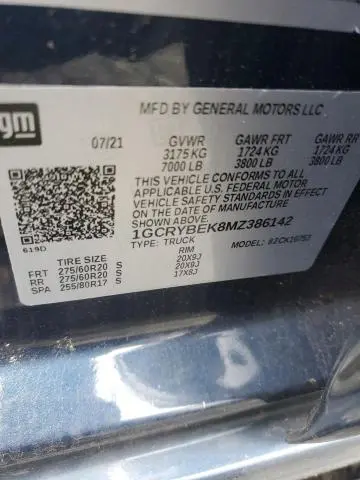 gm
MFD BY GENERAL MOTORS LLC
07/21 GVWR GAWR FRT GAWR RR
3175 KG 1724 KG 1724 KG
7000 LB 3800 LB 3800 LB
THIS VEHICLE CONFORMS TO ALL
U.S. FEDERAL MOTOR
VEHICLE SAFETY STANDARDS IN EFFECT
ON THE DATE OF MANUFACTURE SHOWN ABOVE.
1GCRYBEK8MZ386142
619D
TYPE: TRUCK MODEL:
TIRE SIZE RIM
FRT 275/60R20 S 20X9J
RR 275/60R20 S 20X9J
SPA 255/80R17 S 17X8J